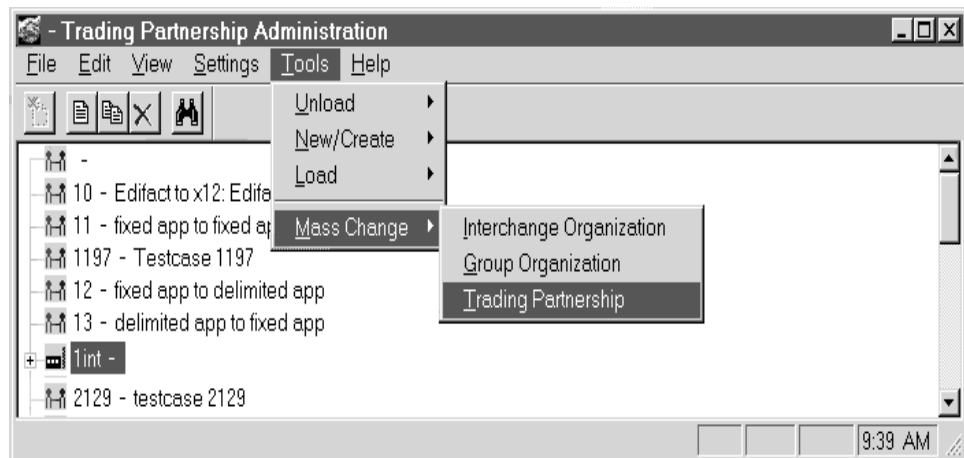 - Trading Partnership Administration
File Edit View Settings Tools Help
Unload
New/Create
Load
Mass Change
Interchange Organization
Group Organization
Trading Partnership
-
10 - Edifact to x12: Edifa
11 - fixed app to fixed ap
1197 - Testcase 1197
12 - fixed app to delimited app
13 - delimited app to fixed app
1int -
2129 - testcase 2129
9:39 AM